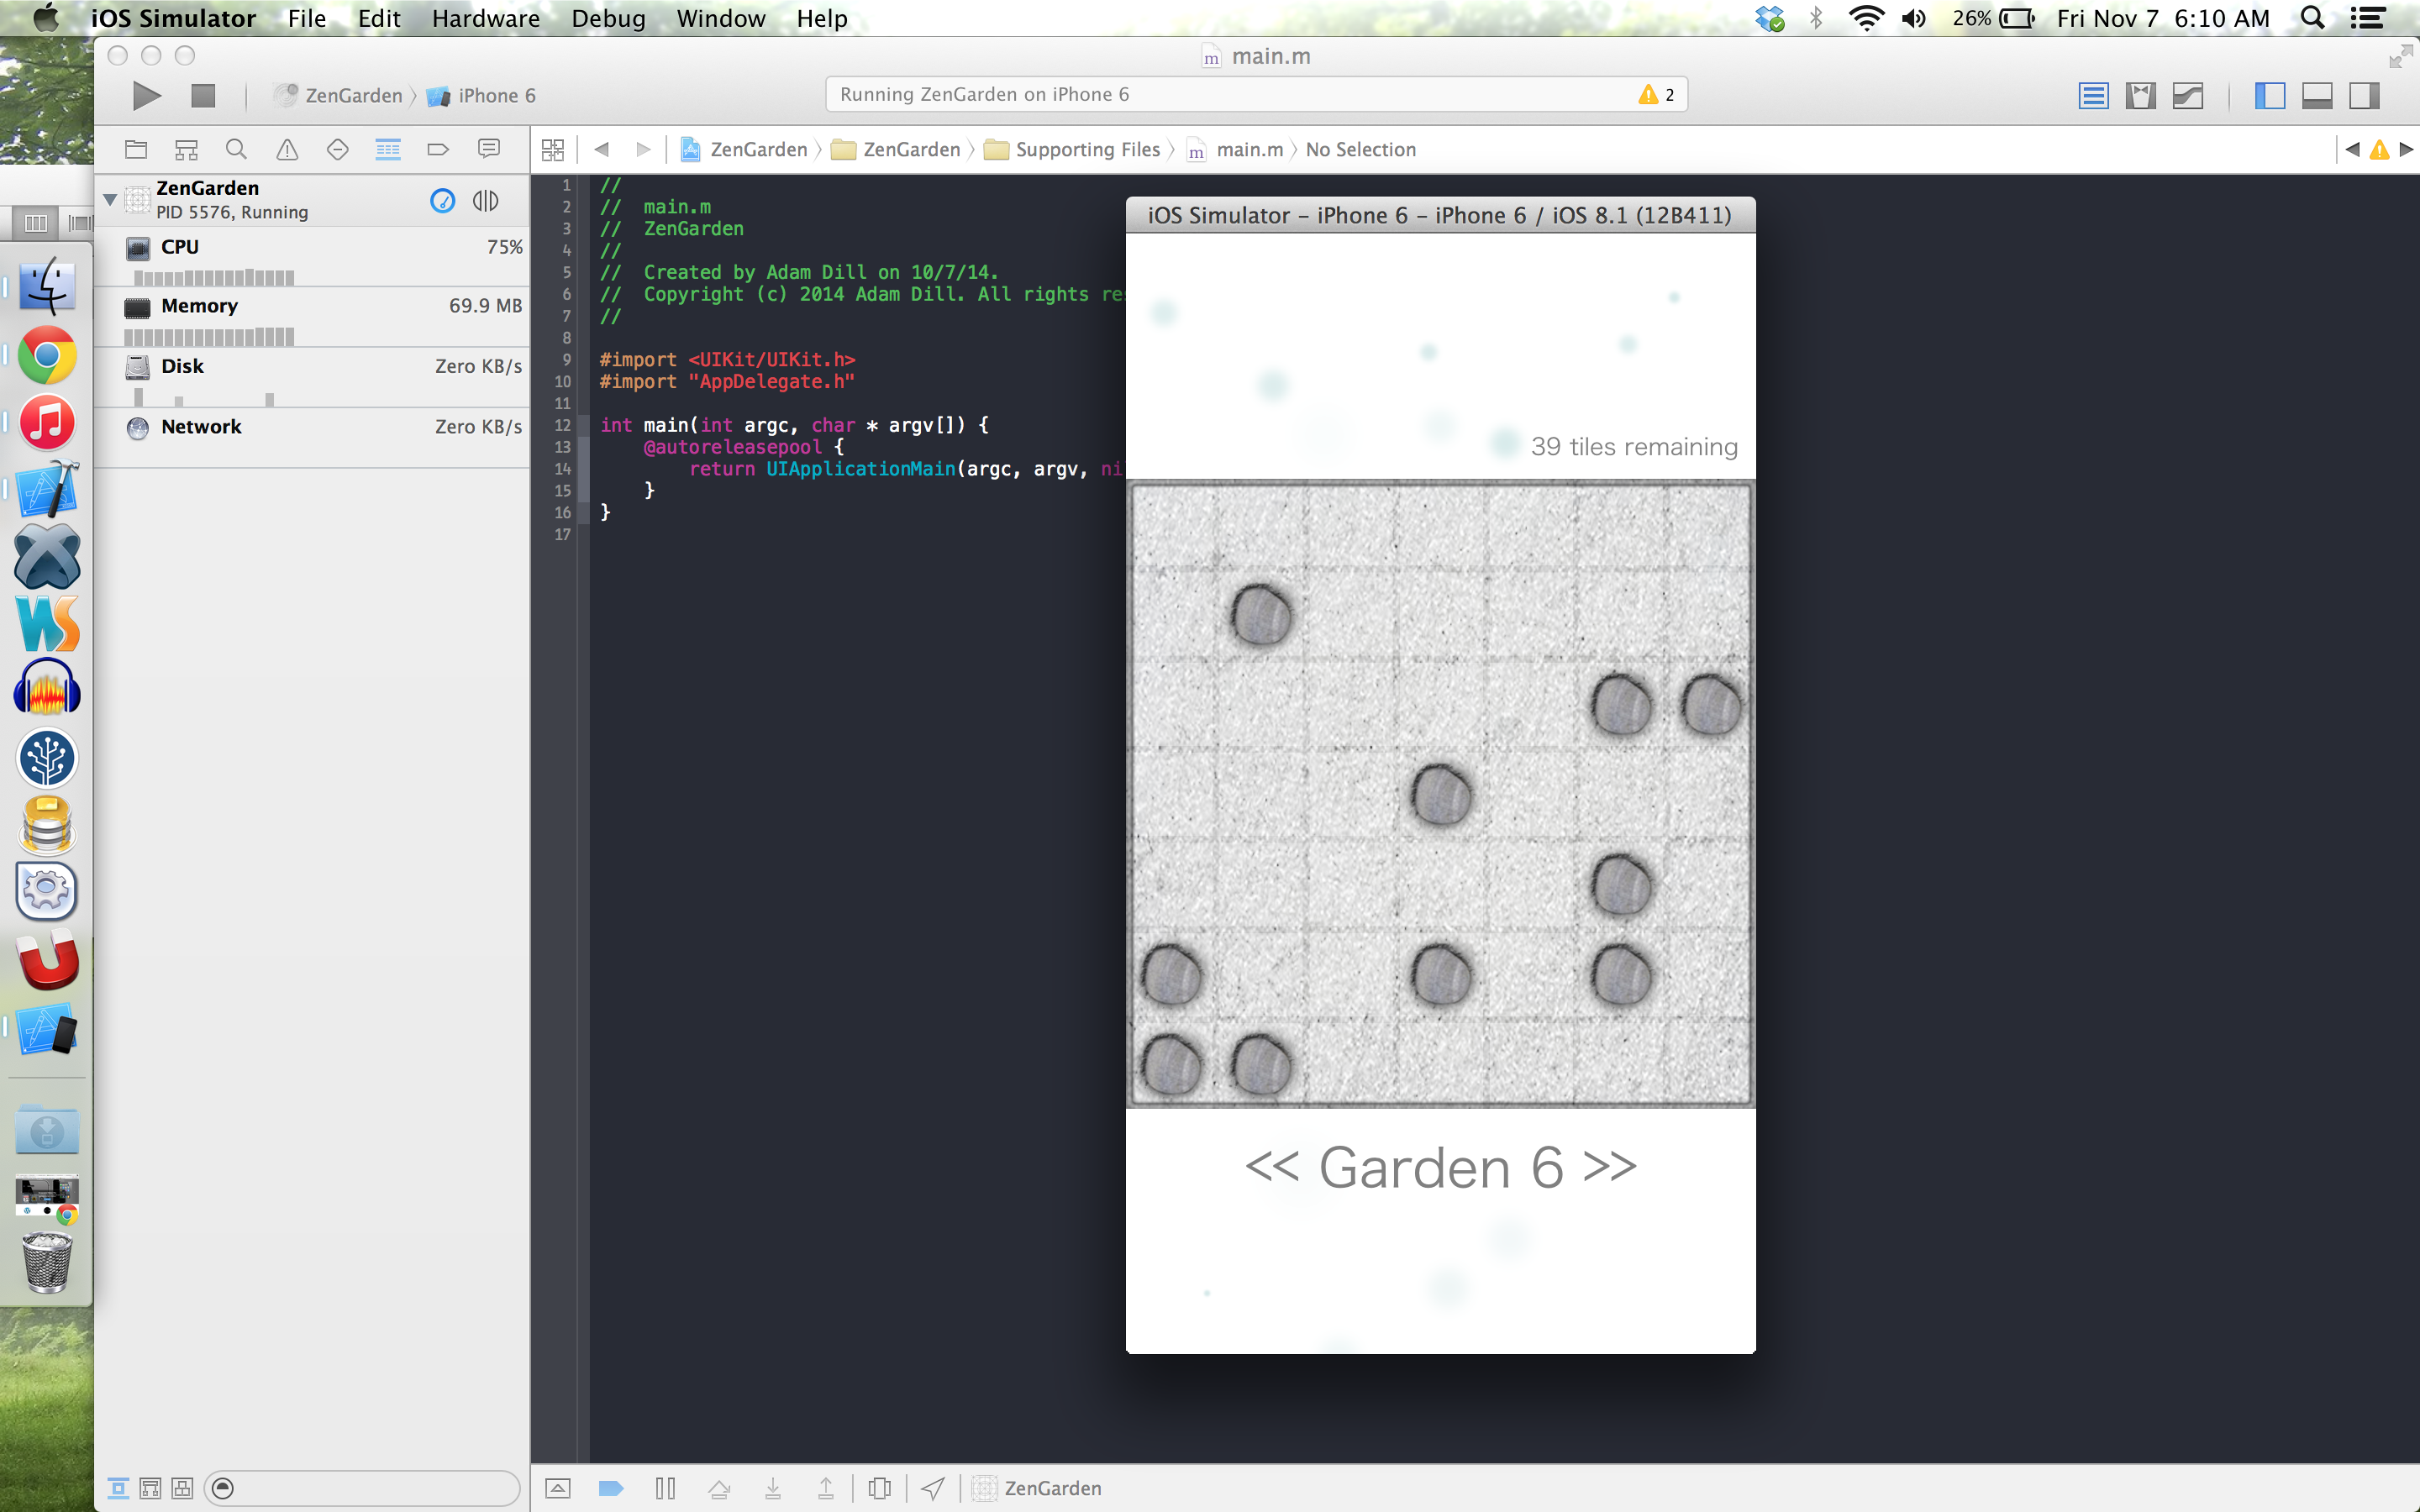 iOS Simulator File Edit Hardware Debug Window Help 26% Fri Nov 7 6:10 AM
m main.m
ZenGarden iPhone 6 Running ZenGarden on iPhone 6 2
ZenGarden ZenGarden Supporting Files m main.m No Selection
ZenGarden
PID 5576, Running
CPU 75%
Memory 69.9 MB
Disk Zero KB/s
Network Zero KB/s
1 //
2 // main.m
3 // ZenGarden
4 //
5 // Created by Adam Dill on 10/7/14.
6 // Copyright (c) 2014 Adam Dill. All rights
7 //
8
9 #import <UIKit/UIKit.h>
10 #import "AppDelegate.h"
11
12 int main(int argc, char * argv[]) {
13 @autoreleasepool {
14 return UIApplicationMain(argc, argv,
15 }
16 }
17
iOS Simulator – iPhone 6 – iPhone 6 / iOS 8.1 (12B411)
39 tiles remaining
<< Garden 6 >>
WS
ZenGarden